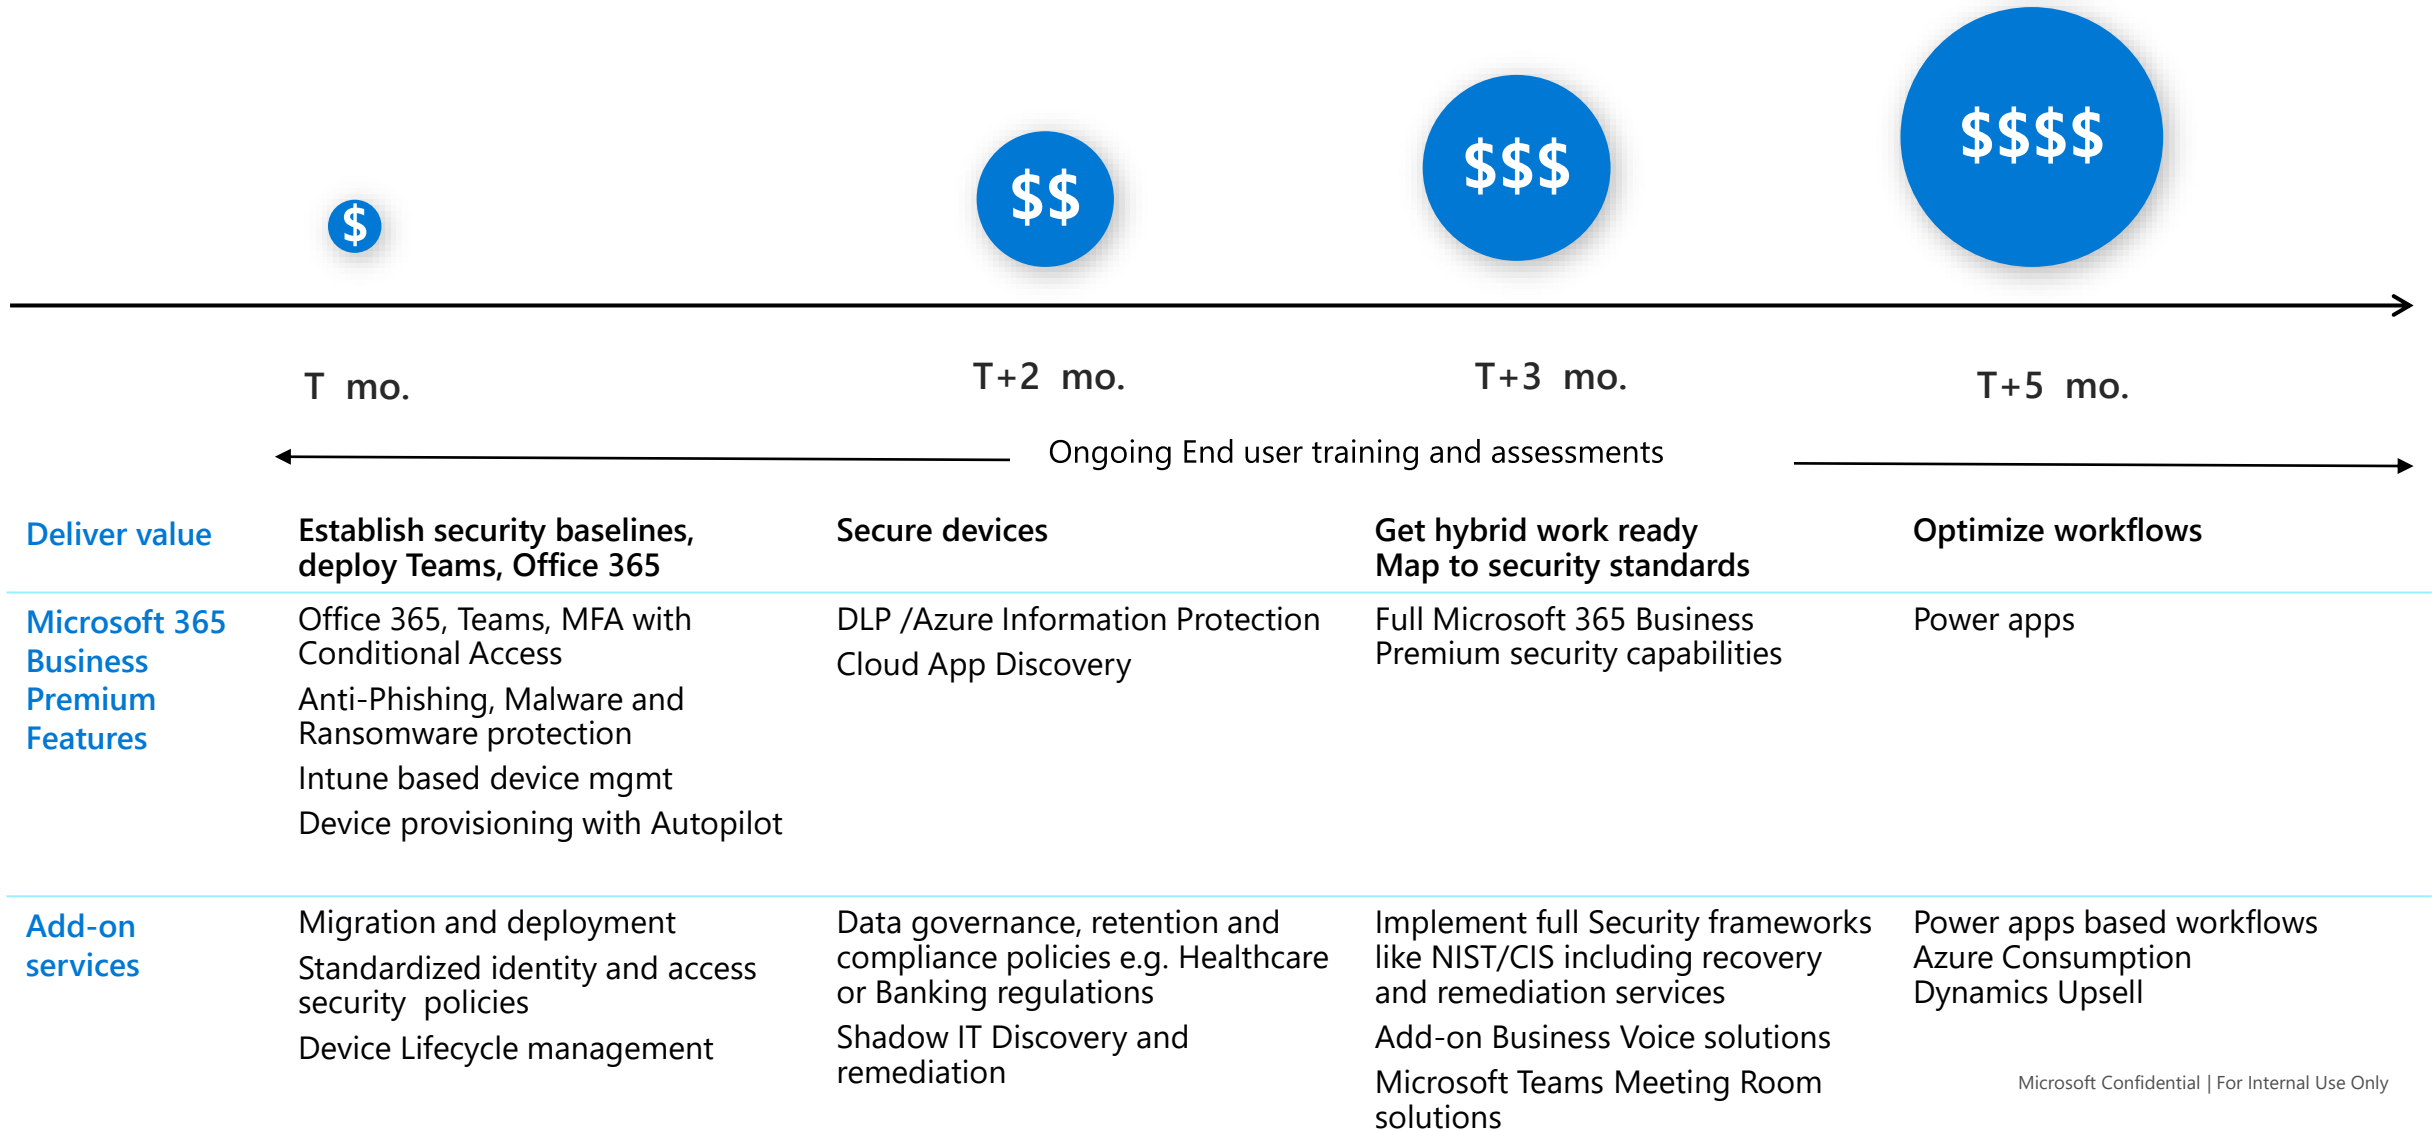 $
$$
$$$
$$$$
T mo.
T+2 mo.
T+3 mo.
T+5 mo.
Ongoing End user training and assessments
Deliver value
Establish security baselines,
deploy Teams, Office 365
Secure devices
Get hybrid work ready
Map to security standards
Optimize workflows
Microsoft 365
Business
Premium
Features
Office 365, Teams, MFA with
Conditional Access
Anti-Phishing, Malware and
Ransomware protection
Intune based device mgmt
Device provisioning with Autopilot
DLP /Azure Information Protection
Cloud App Discovery
Full Microsoft 365 Business
Premium security capabilities
Power apps
Add-on
services
Migration and deployment
Standardized identity and access
security policies
Device Lifecycle management
Data governance, retention and
compliance policies e.g. Healthcare
or Banking regulations
Shadow IT Discovery and
remediation
Implement full Security frameworks
like NIST/CIS including recovery
and remediation services
Add-on Business Voice solutions
Microsoft Teams Meeting Room
solutions
Power apps based workflows
Azure Consumption
Dynamics Upsell
Microsoft Confidential | For Internal Use Only